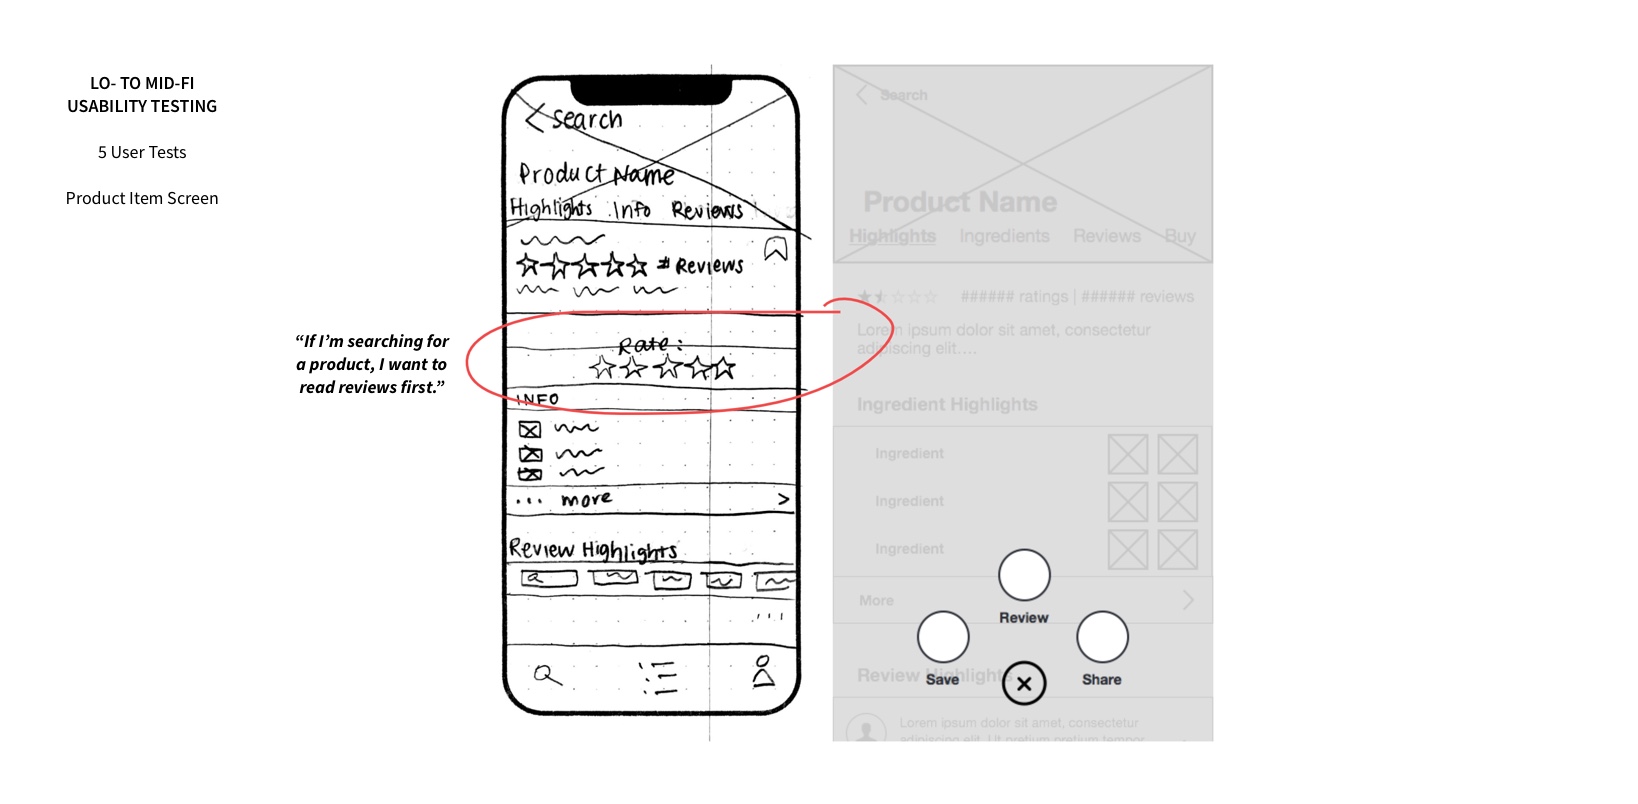 LO- TO MID-FI
USABILITY TESTING
5 User Tests
Product Item Screen
“If I’m searching for
a product, I want to
read reviews first.”
Search
Product Name
Highlights Info Reviews
# Reviews
Rate:
INFO
... more >
Review Highlights
Search
Product Name
Highlights Ingredients Reviews Buy
###### ratings | ###### reviews
Lorem ipsum dolor sit amet, consectetur
adipiscing elit....
Ingredient Highlights
Ingredient
Ingredient
Ingredient
More
Review
Save
Share
Review Highlights
Lorem ipsum dolor sit amet, consectetur
adipiscing elit. Ut pretium pretium tempor